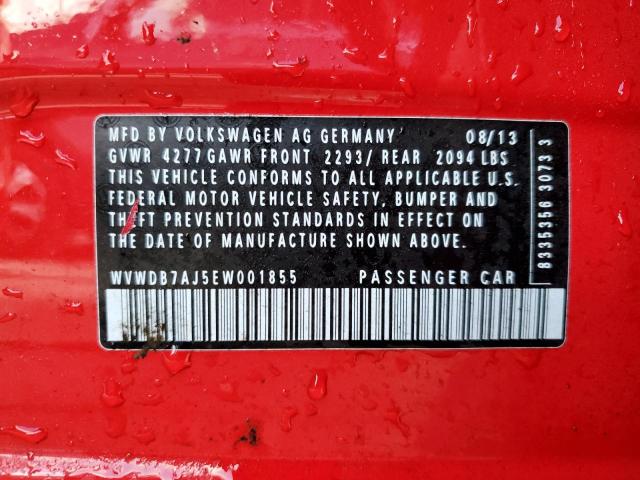 MFD BY VOLKSWAGEN AG GERMANY 08/13
GVWR 4277 GAWR FRONT 2293/ REAR 2094 LBS
THIS VEHICLE CONFORMS TO ALL APPLICABLE U.S.
FEDERAL MOTOR VEHICLE SAFETY, BUMPER AND
THEFT PREVENTION STANDARDS IN EFFECT ON
THE DATE OF MANUFACTURE SHOWN ABOVE.
WVWDB7AJ5EW001855 PASSENGER CAR
8335356 3073 3